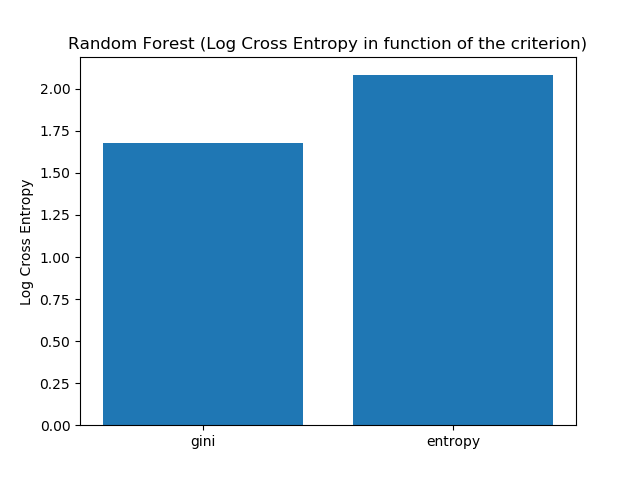 Random Forest (Log Cross Entropy in function of the criterion)
Log Cross Entropy
2.00
1.75
1.50
1.25
1.00
0.75
0.50
0.25
0.00
gini
entropy